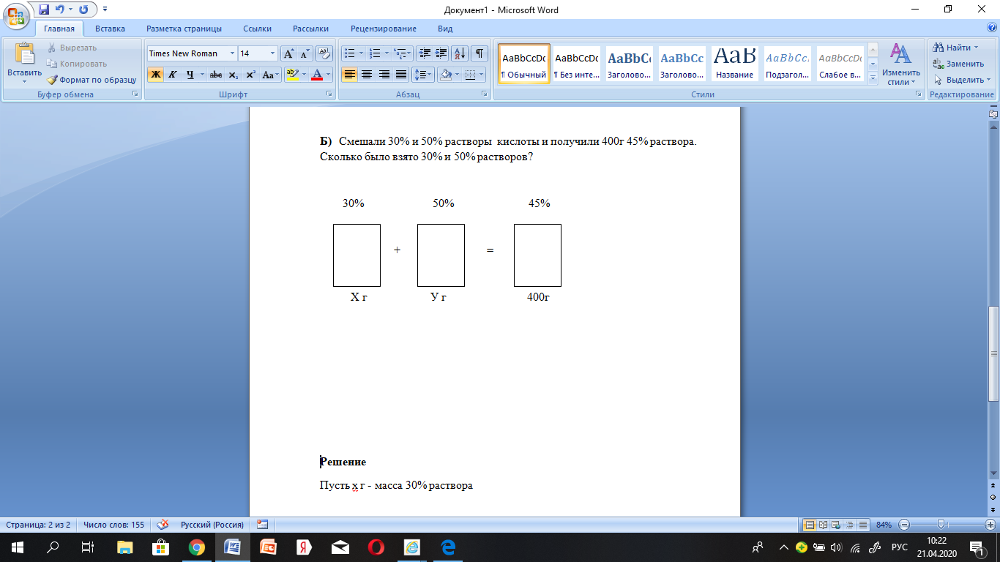 Документ1 - Microsoft Word
Главная Вставка Разметка страницы Ссылки Рассылки Рецензирование Вид
Вставить
Вырезать
Копировать
Формат по образцу
Буфер обмена
Times New Roman 14
Ж К Ч abc x₂ x² Aa
Шрифт
Абзац
AaBbCcDc AaBbCcDc AaBbCc AaBbCc AaB AaBbCc. AaBbCcDc
¶ Обычный ¶ Без инте... Заголово... Заголово... Название Подзагол... Слабое в...
Изменить стили
Стили
Найти
Заменить
Выделить
Редактирование
Б) Смешали 30% и 50% растворы кислоты и получили 400г 45% раствора.
Сколько было взято 30% и 50% растворов?
30% 50% 45%
+ =
Х г У г 400г
Решение
Пусть х г - масса 30% раствора
Страница: 2 из 2 Число слов: 155 Русский (Россия) 84%
РУС
10:22
21.04.2020